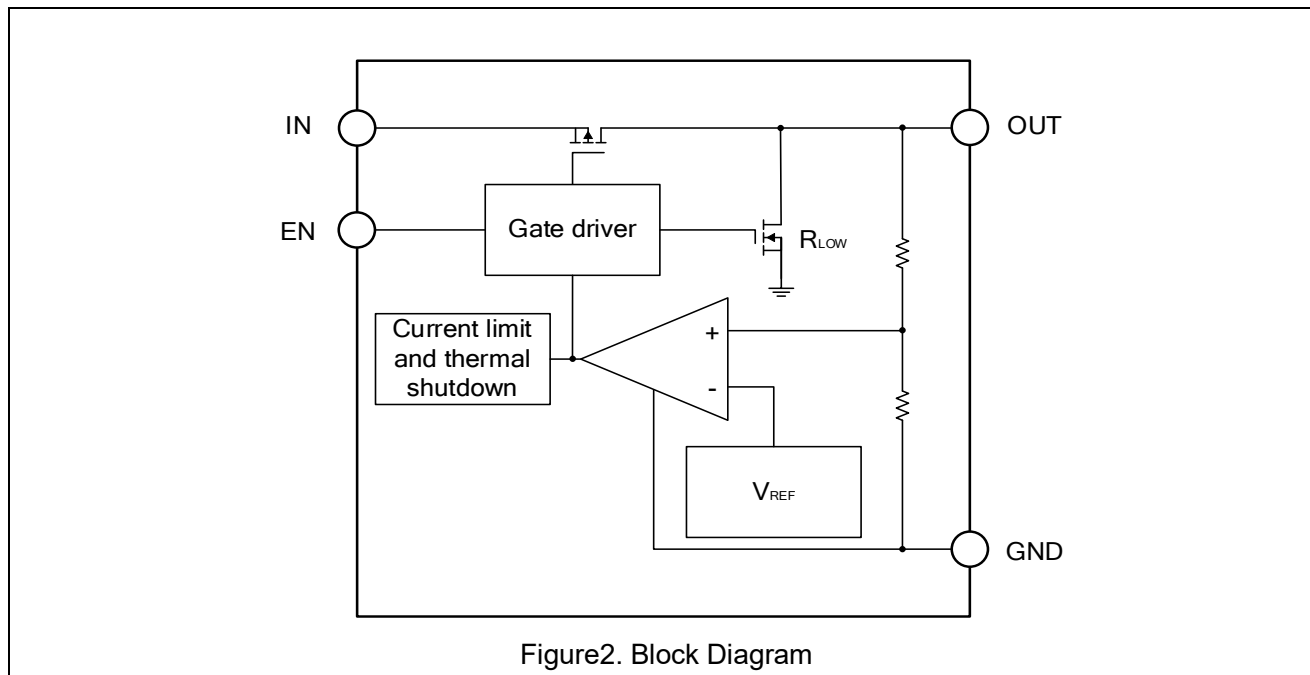 IN
OUT
EN
Gate driver
RLOW
Current limit
and thermal
shutdown
+
-
VREF
GND
Figure2. Block Diagram